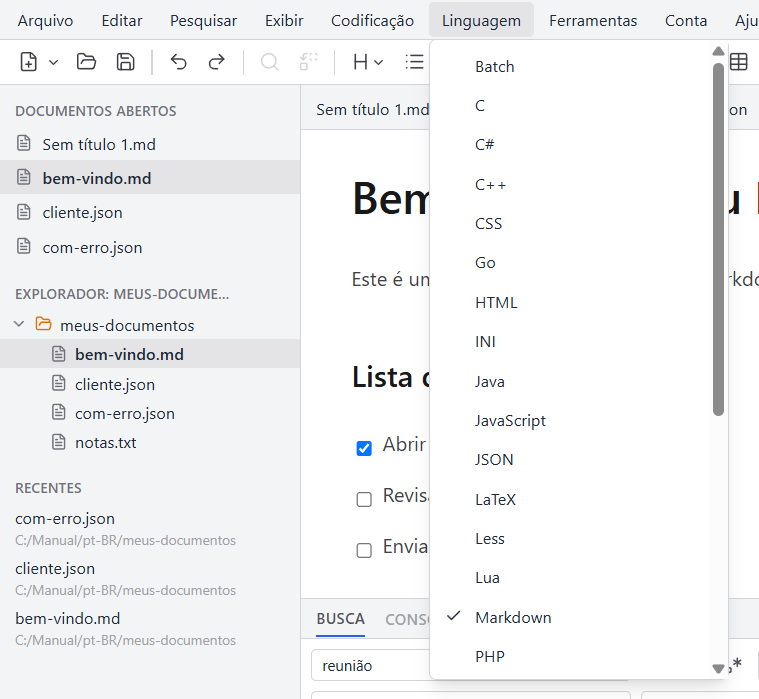 Arquivo Editar Pesquisar Exibir Codificação Linguagem Ferramentas Conta
DOCUMENTOS ABERTOS
Sem título 1.md
bem-vindo.md
cliente.json
com-erro.json
EXPLORADOR: MEUS-DOCUME...
meus-documentos
bem-vindo.md
cliente.json
com-erro.json
notas.txt
RECENTES
com-erro.json
C:/Manual/pt-BR/meus-documentos
cliente.json
C:/Manual/pt-BR/meus-documentos
bem-vindo.md
C:/Manual/pt-BR/meus-documentos
H
Sem título 1.md
Este é
Lista
Abrir
BUSCA
reunião
Batch
C
C#
C++
CSS
Go
HTML
INI
Java
JavaScript
JSON
LaTeX
Less
Lua
Markdown
PHP